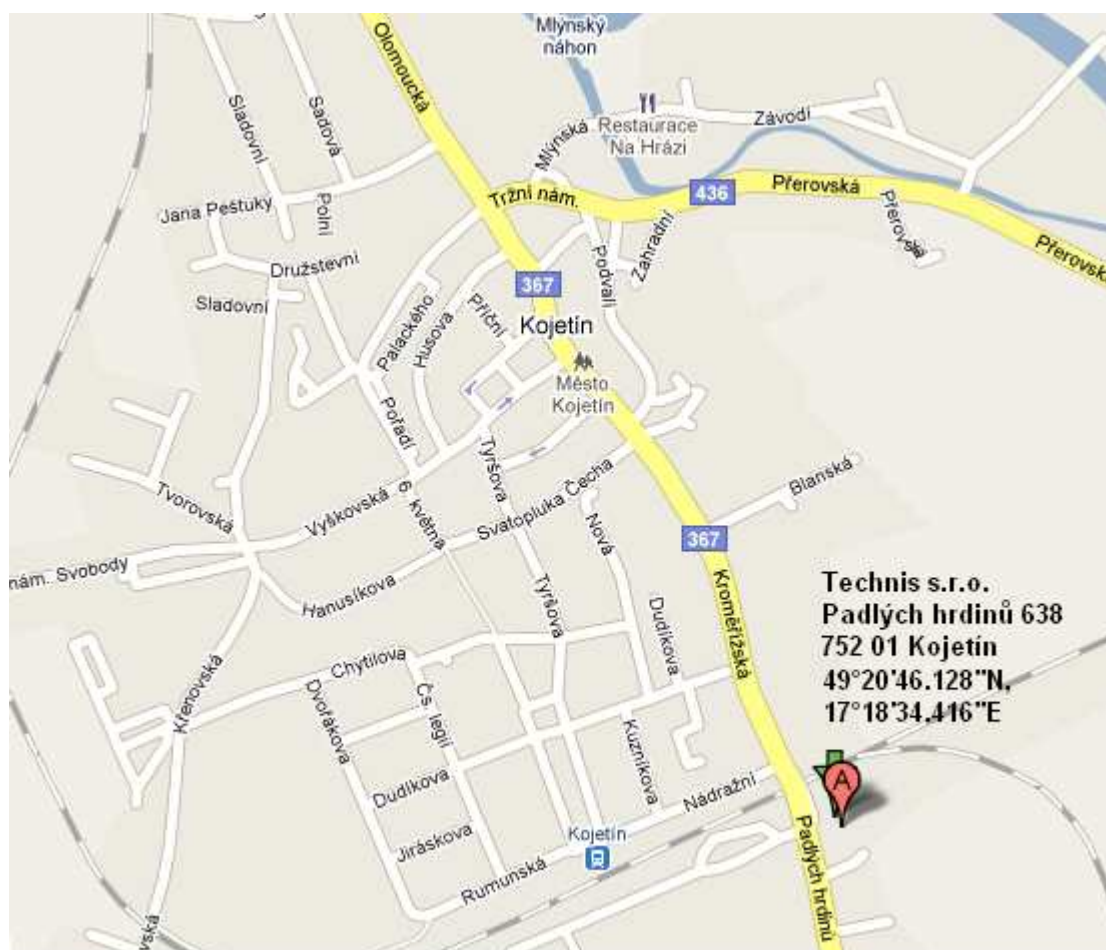 Mlýnský
náhon
Olomoucká
Sladovní
Sadová
Restaurace
Na Hrázi
Závodí
Mlýnská
Přerovská
436
Tržní nám.
Jana Peštuky
Polní
Zahradní
Přerovská
Přerovská
Družstevní
Podvalí
367
Sladovní
Palackého
Husova
Příční
Kojetín
Město
Kojetín
Pořadí
Tyršova
Blanská
Tvorovská
Vyškovská
6. května
Svatopluka Čecha
Nová
367
nám. Svobody
Hanusíkova
Tyršova
Dudíkova
Kroměřížská
Technis s.r.o.
Padlých hrdinů 638
752 01 Kojetín
49°20'46.128"N,
17°18'34.416"E
Křenovská
Chytilova
Dvořákova
Čs. legií
Kuzníkova
Dudíkova
Nádražní
A
Jiráskova
Kojetín
Rumunská
Padlých hrdinů